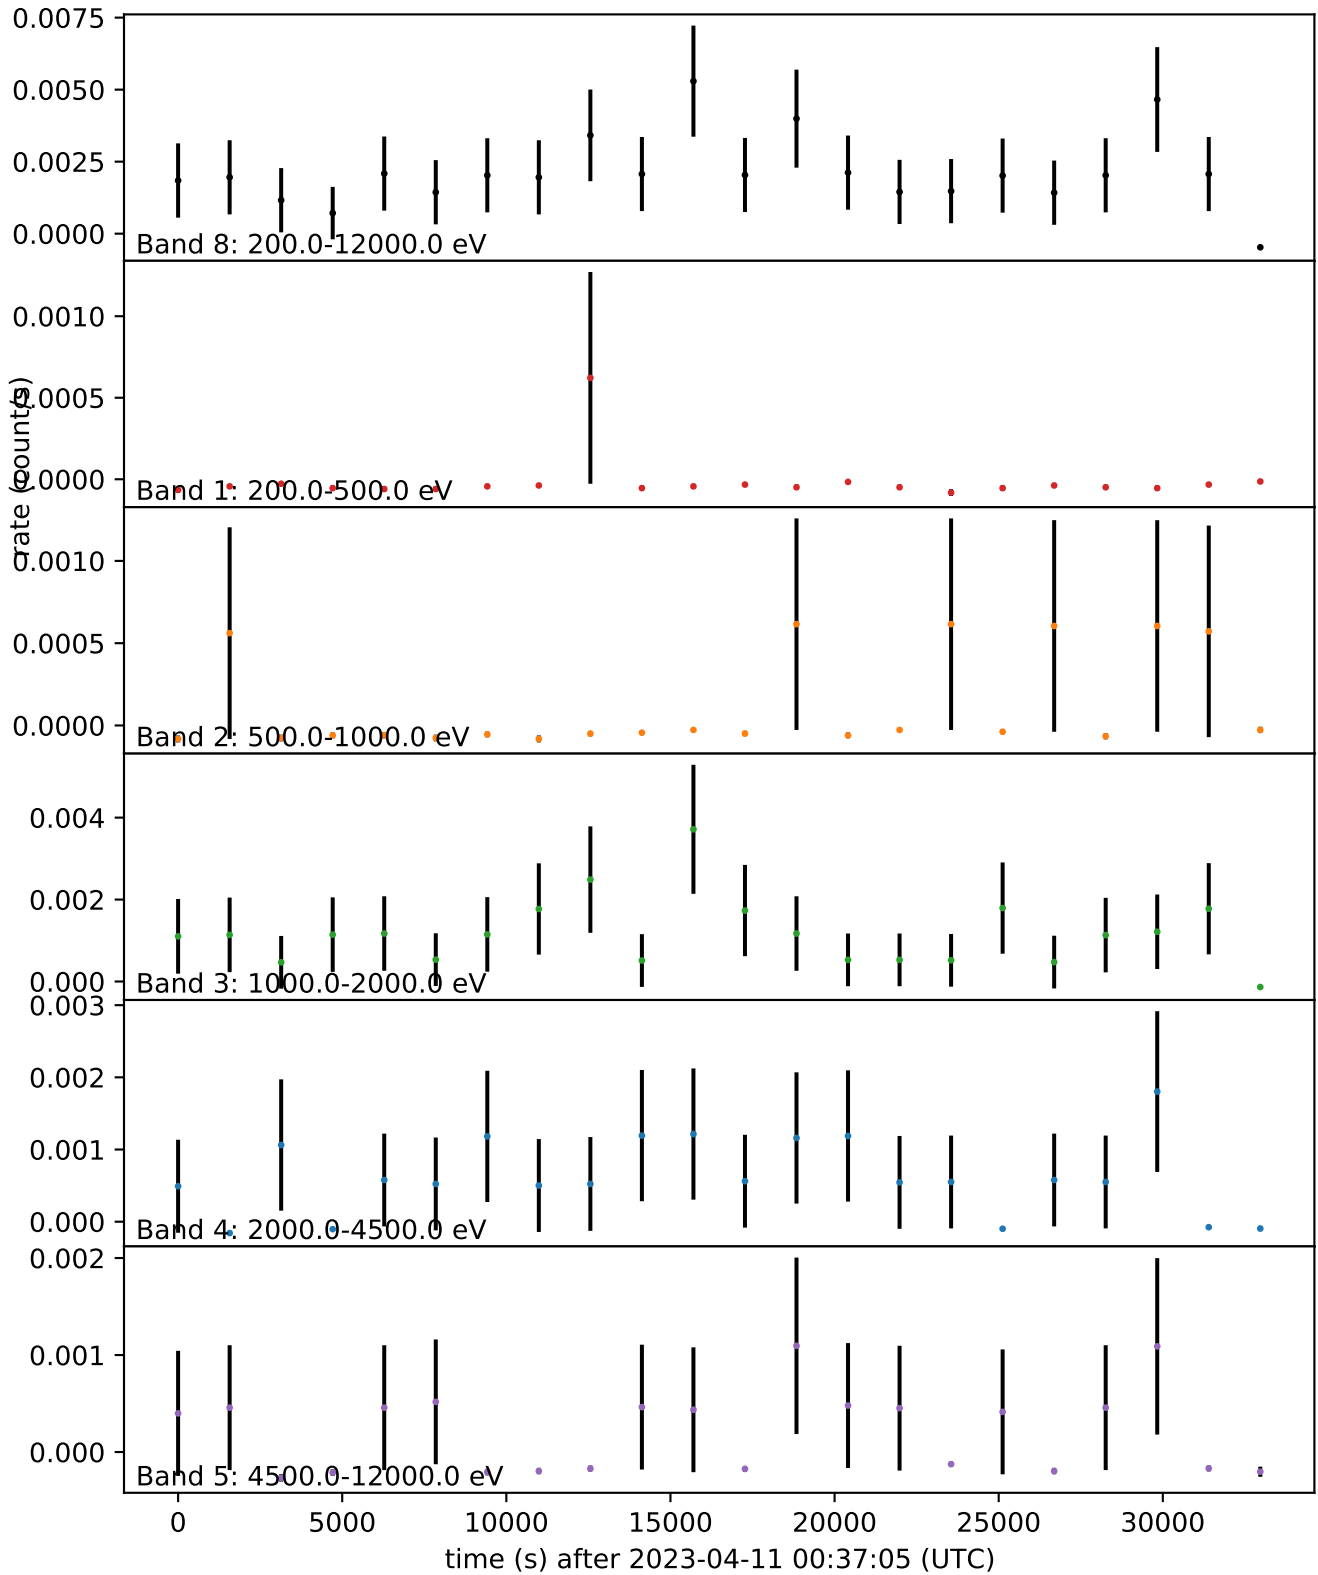 0.0075
0.0050
0.0025
0.0000
Band 8: 200.0-12000.0 eV
0.0010
0.0005
0.0000
Band 1: 200.0-500.0 eV
rate (count/s)
0.0010
0.0005
0.0000
Band 2: 500.0-1000.0 eV
0.004
0.002
0.000
Band 3: 1000.0-2000.0 eV
0.003
0.002
0.001
0.000
Band 4: 2000.0-4500.0 eV
0.002
0.001
0.000
Band 5: 4500.0-12000.0 eV
0 5000 10000 15000 20000 25000 30000
time (s) after 2023-04-11 00:37:05 (UTC)